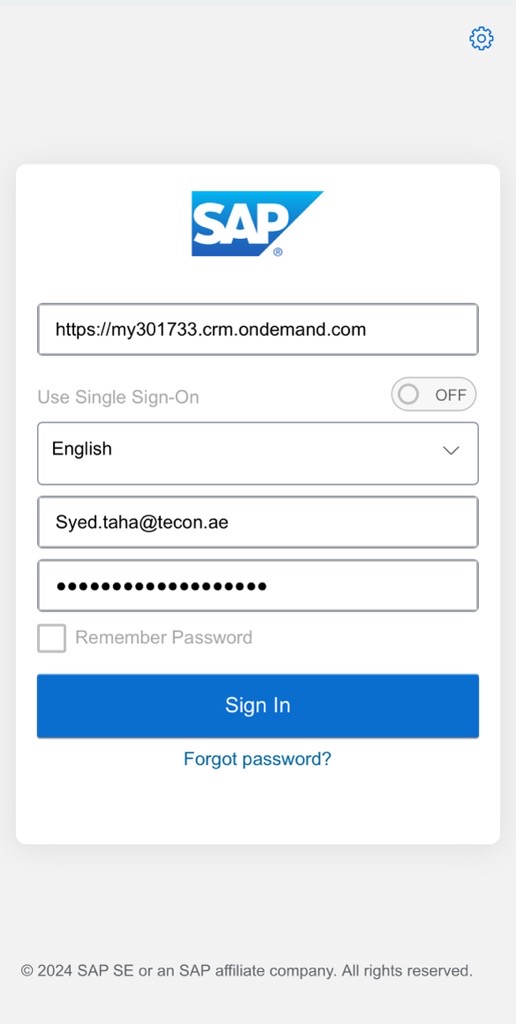 SAP®
https://my301733.crm.ondemand.com
Use Single Sign-On OFF
English
Syed.taha@tecon.ae
•••••••••••••••••••
Remember Password
Sign In
Forgot password?
© 2024 SAP SE or an SAP affiliate company. All rights reserved.